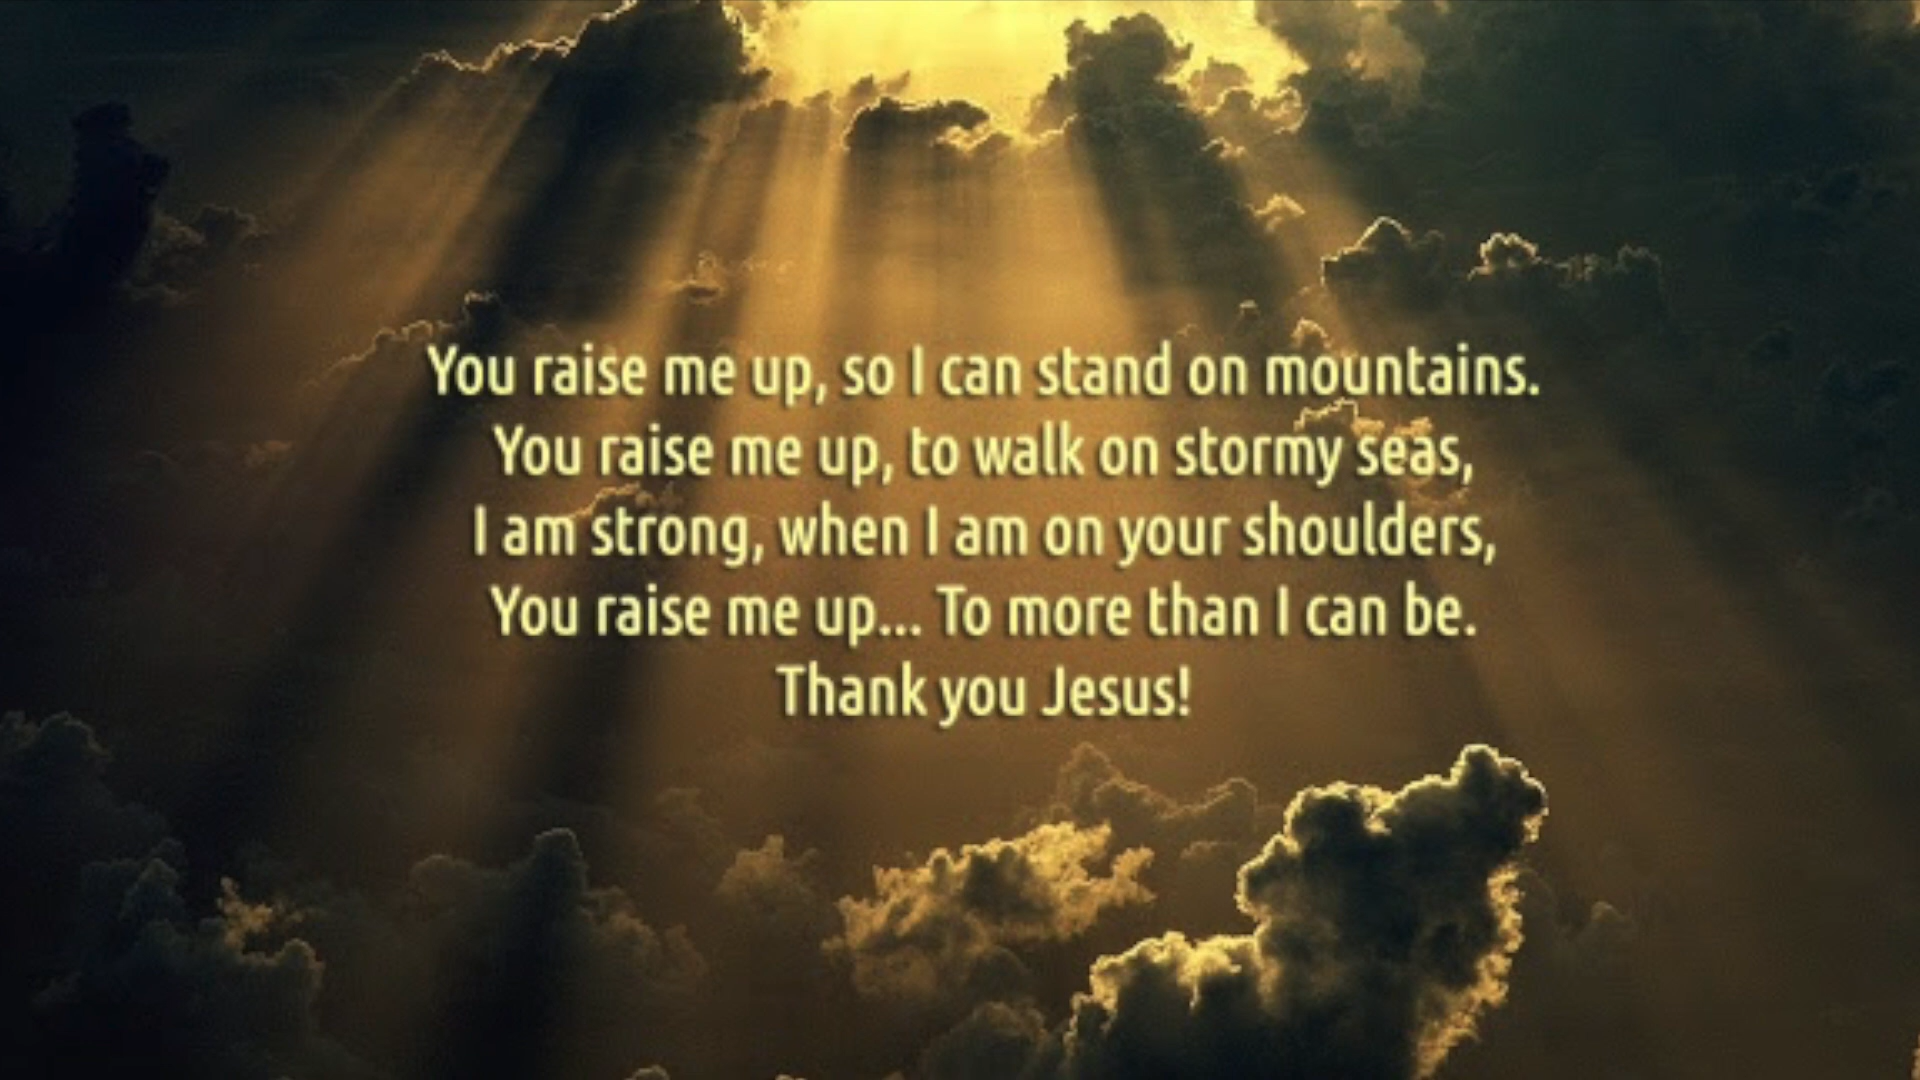 You raise me up, so I can stand on mountains.
You raise me up, to walk on stormy seas,
I am strong, when I am on your shoulders,
You raise me up... To more than I can be.
Thank you Jesus!